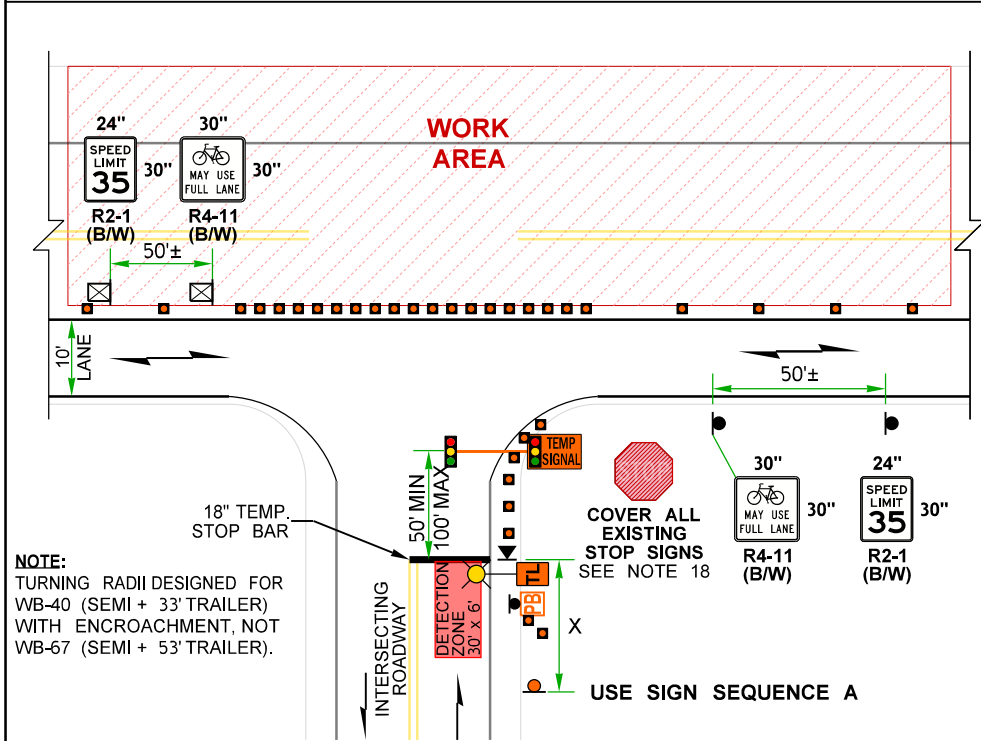 WORK
AREA
24"
30"
SPEED
LIMIT
35
30"
MAY USE
FULL LANE
30"
R2-1
(B/W)
R4-11
(B/W)
50'±
10'
LANE
50'±
TEMP
SIGNAL
STOP
50' MIN
100' MAX
18" TEMP.
STOP BAR
COVER ALL
EXISTING
STOP SIGNS
SEE NOTE 18
30"
24"
MAY USE
FULL LANE
30"
SPEED
LIMIT
35
30"
R4-11
(B/W)
R2-1
(B/W)
NOTE:
TURNING RADII DESIGNED FOR
WB-40 (SEMI + 33' TRAILER)
WITH ENCROACHMENT, NOT
WB-67 (SEMI + 53' TRAILER).
DETECTION
ZONE
30' x 6'
TL
PB
X
INTERSECTING
ROADWAY
USE SIGN SEQUENCE A